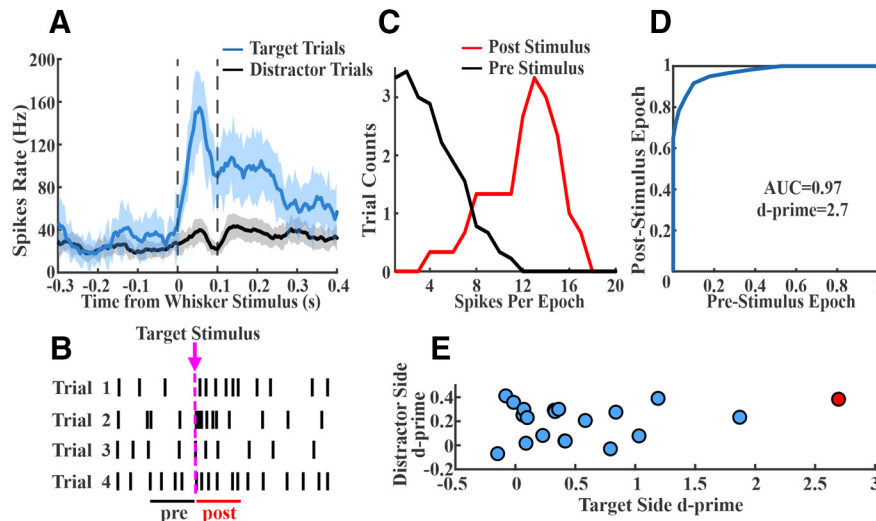 A
Target Trials
Distractor Trials
Spikes Rate (Hz)
200
160
120
80
40
0
-0.3 -0.2 -0.1 0 0.1 0.2 0.3 0.4
Time from Whisker Stimulus (s)
C
Post Stimulus
Pre Stimulus
Trial Counts
3
2
1
0
4 8 12 16 20
Spikes Per Epoch
D
Post-Stimulus Epoch
1
0.8
0.6
0.4
0.2
0
AUC=0.97
d-prime=2.7
0.2 0.4 0.6 0.8
Pre-Stimulus Epoch
B
Target Stimulus
Trial 1
Trial 2
Trial 3
Trial 4
pre post
E
Distractor Side
d-prime
0.4
0.2
0
-0.2
-0.5 0 0.5 1 1.5 2 2.5 3
Target Side d-prime